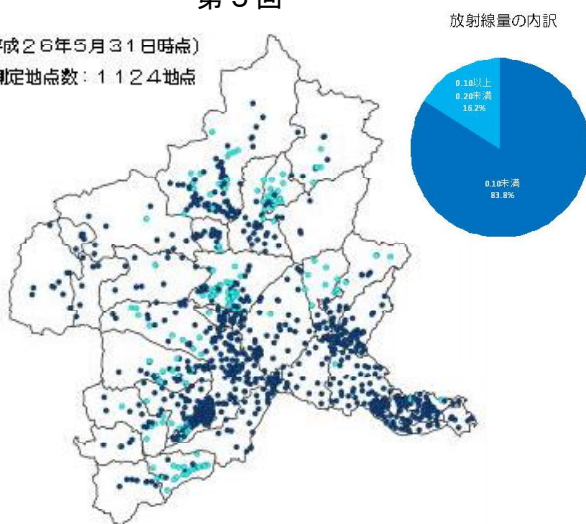 第5回
平成26年5月31日時点)
測定地点数：1124地点
放射線量の内訳
0.10以上
0.20未満
16.2%
0.10未満
83.8%